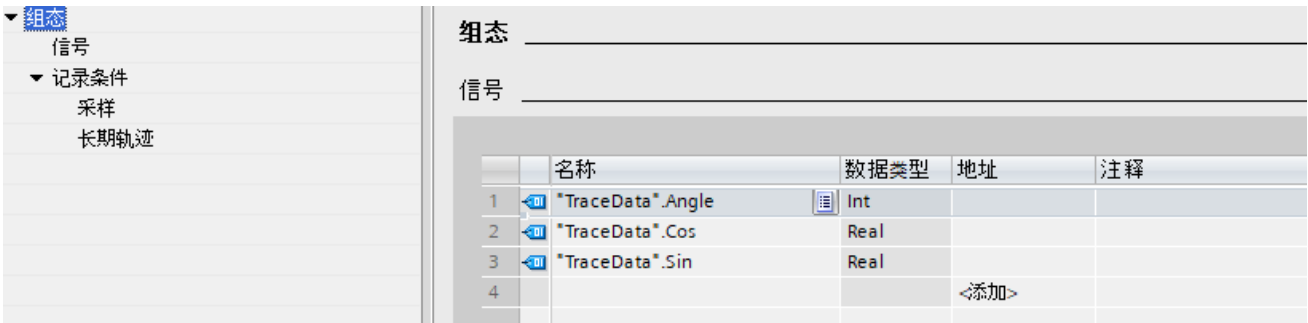 组态
信号
记录条件
采样
长期轨迹
组态
信号
名称 数据类型 地址 注释
1 "TraceData".Angle Int
2 "TraceData".Cos Real
3 "TraceData".Sin Real
4 <添加>